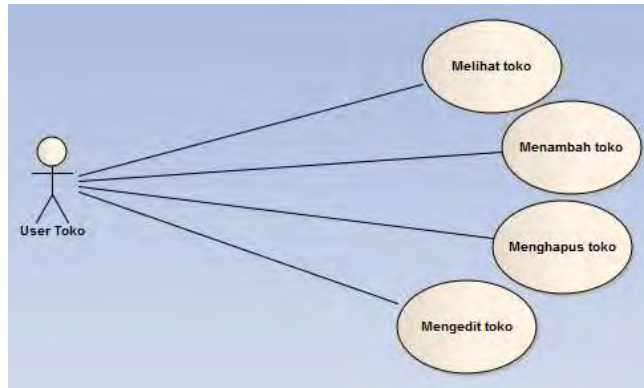 Melihat toko
Menambah toko
User Toko
Menghapus toko
Mengedit toko